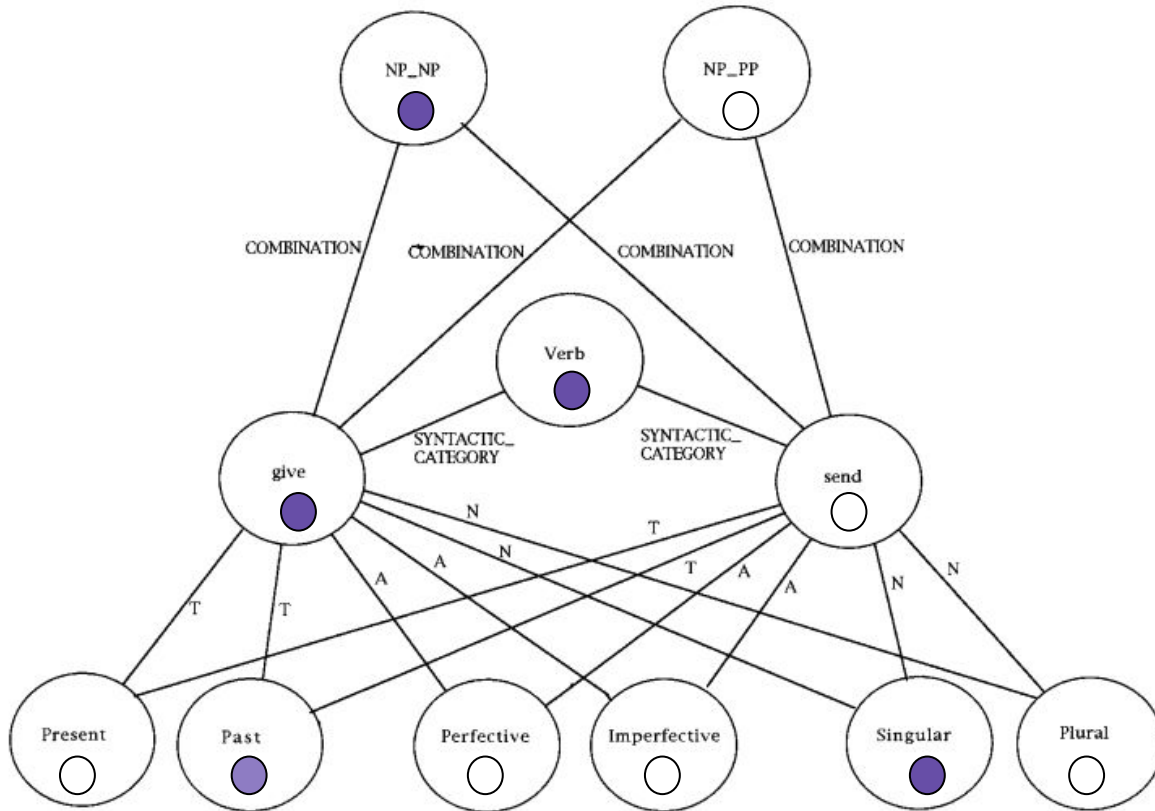 NP_NP
NP_PP
COMBINATION
COMBINATION
COMBINATION
COMBINATION
Verb
SYNTACTIC_
CATEGORY
SYNTACTIC_
CATEGORY
give
send
N
T
N
T
A
A
A
A
N
N
T
T
Present
Past
Perfective
Imperfective
Singular
Plural